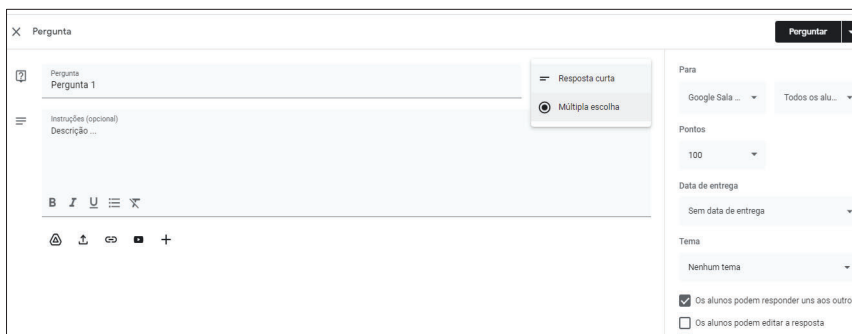 Pergunta
Perguntar
Pergunta
Pergunta 1
Instruções (opcional)
Descrição ...
B I U
Resposta curta
Múltipla escolha
Para
Google Sala ...
Todos os alu...
Pontos
100
Data de entrega
Sem data de entrega
Tema
Nenhum tema
Os alunos podem responder uns aos outro
Os alunos podem editar a resposta